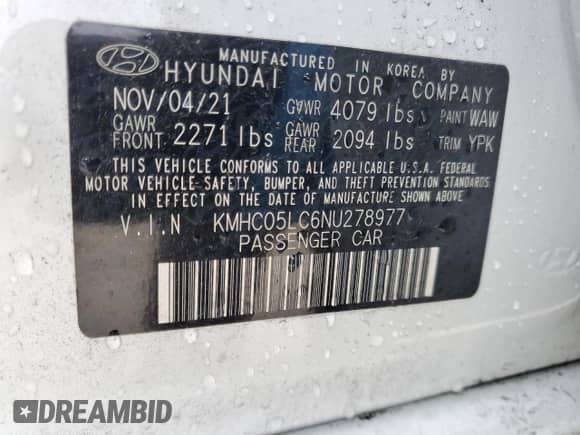 MANUFACTURED IN KOREA BY
HYUNDAI MOTOR COMPANY
NOV/04/21 GVWR 4079 lbs PAINT WAW
GAWR FRONT 2271 lbs GAWR REAR 2094 lbs TRIM YPK
THIS VEHICLE CONFORMS TO ALL APPLICABLE U.S.A. FEDERAL
MOTOR VEHICLE SAFETY, BUMPER, AND THEFT PREVENTION STANDARDS
IN EFFECT ON THE DATE OF MANUFACTURE SHOWN ABOVE.
V.I.N KMHC05LC6NU278977
PASSENGER CAR
DREAMBID